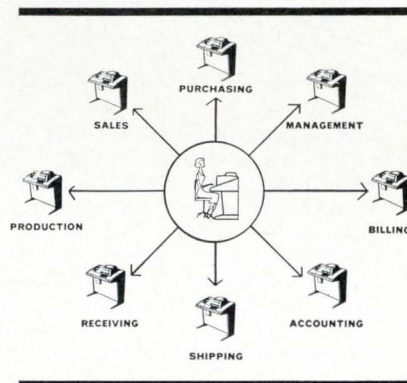 PURCHASING
SALES
MANAGEMENT
PRODUCTION
BILLING
RECEIVING
ACCOUNTING
SHIPPING